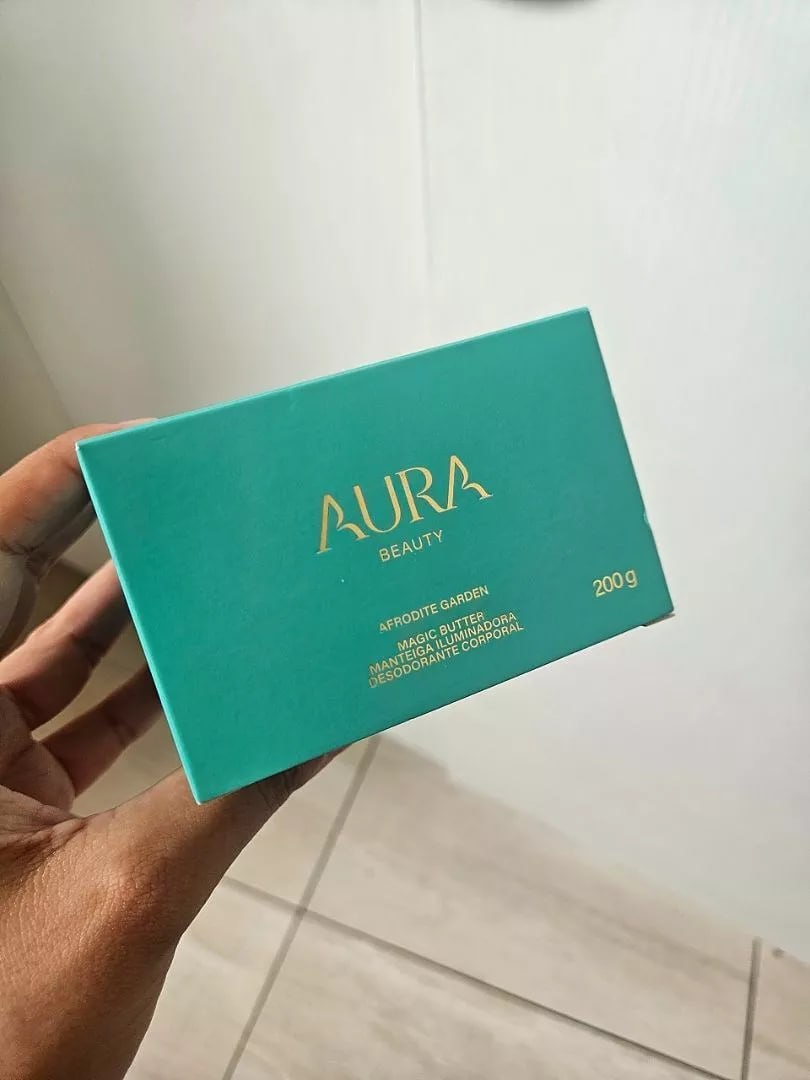 AURA
BEAUTY
AFRODITE GARDEN
MAGIC BUTTER
MANTEIGA ILUMINADORA
DESODORANTE CORPORAL
200g